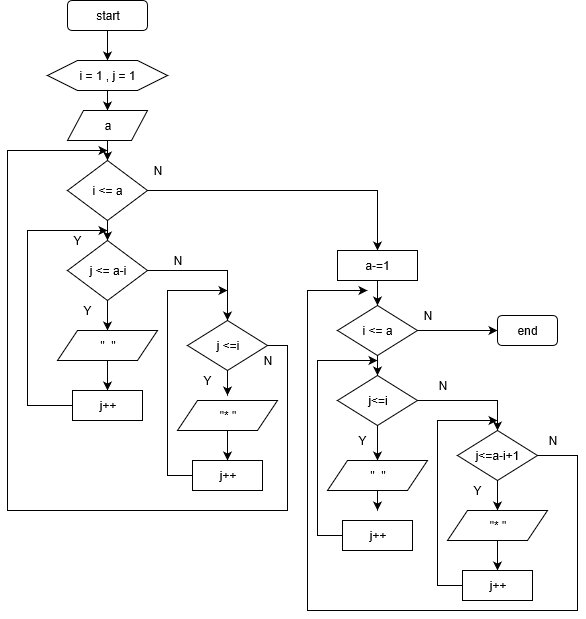 start
i = 1 , j = 1
a
i <= a
N
Y
j <= a-i
N
Y
" "
j++
j <=i
N
Y
"* "
j++
a-=1
i <= a
N
end
j<=i
N
Y
" "
j++
j<=a-i+1
N
Y
"* "
j++